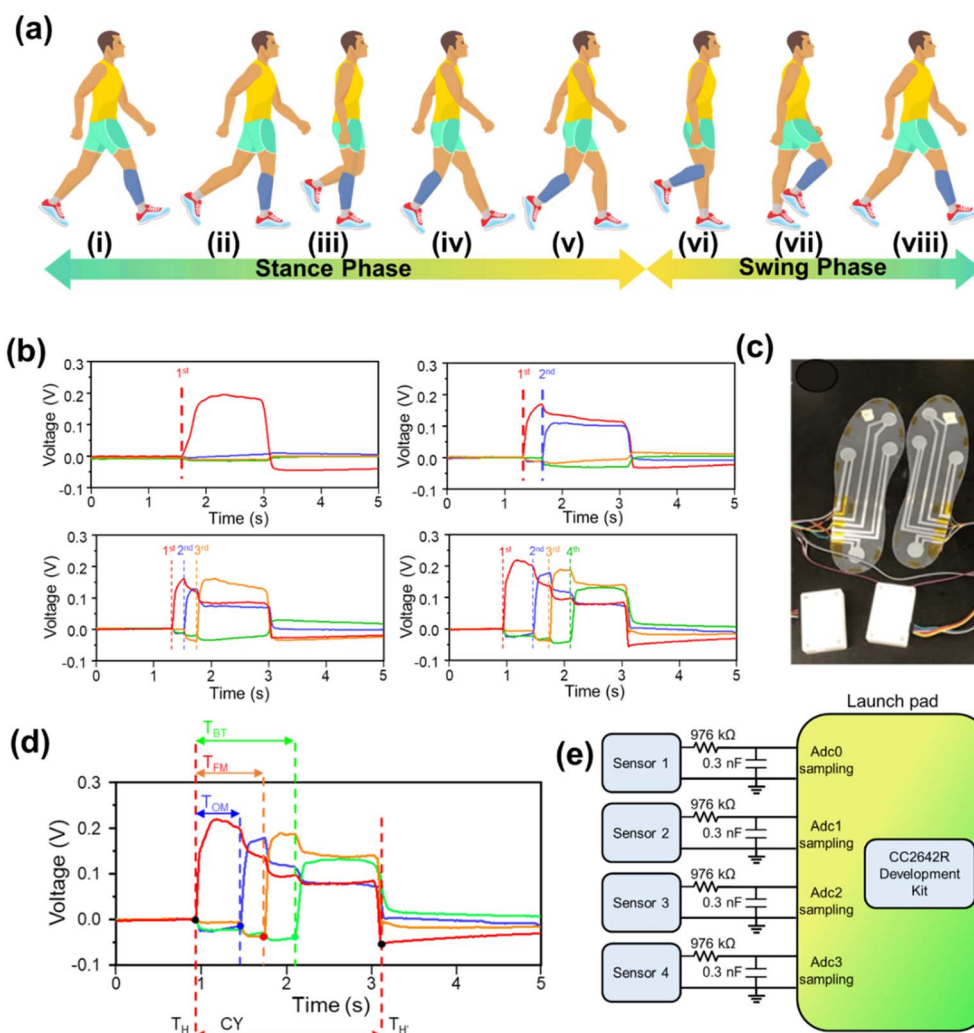 (a)
(i) (ii) (iii) (iv) (v) (vi) (vii) (viii)
Stance Phase Swing Phase
(b)
0.3
0.2
0.1
0.0
-0.1
Voltage (V)
1st
0 1 2 3 4 5
Time (s)
0.3
0.2
0.1
0.0
-0.1
Voltage (V)
1st 2nd
0 1 2 3 4 5
Time (s)
0.3
0.2
0.1
0.0
-0.1
Voltage (V)
1st 2nd 3rd
0 1 2 3 4 5
Time (s)
0.3
0.2
0.1
0.0
-0.1
Voltage (V)
1st 2nd 3rd 4th
0 1 2 3 4 5
Time (s)
(c)
(d)
TBT
TFM
TOM
0.3
0.2
0.1
0.0
-0.1
Voltage (V)
0 1 2 3 4 5
Time (s)
TH CY TH'
(e)
Launch pad
Sensor 1
976 kΩ
0.3 nF
Adc0
sampling
Sensor 2
976 kΩ
0.3 nF
Adc1
sampling
CC2642R
Development
Kit
Sensor 3
976 kΩ
0.3 nF
Adc2
sampling
Sensor 4
976 kΩ
0.3 nF
Adc3
sampling